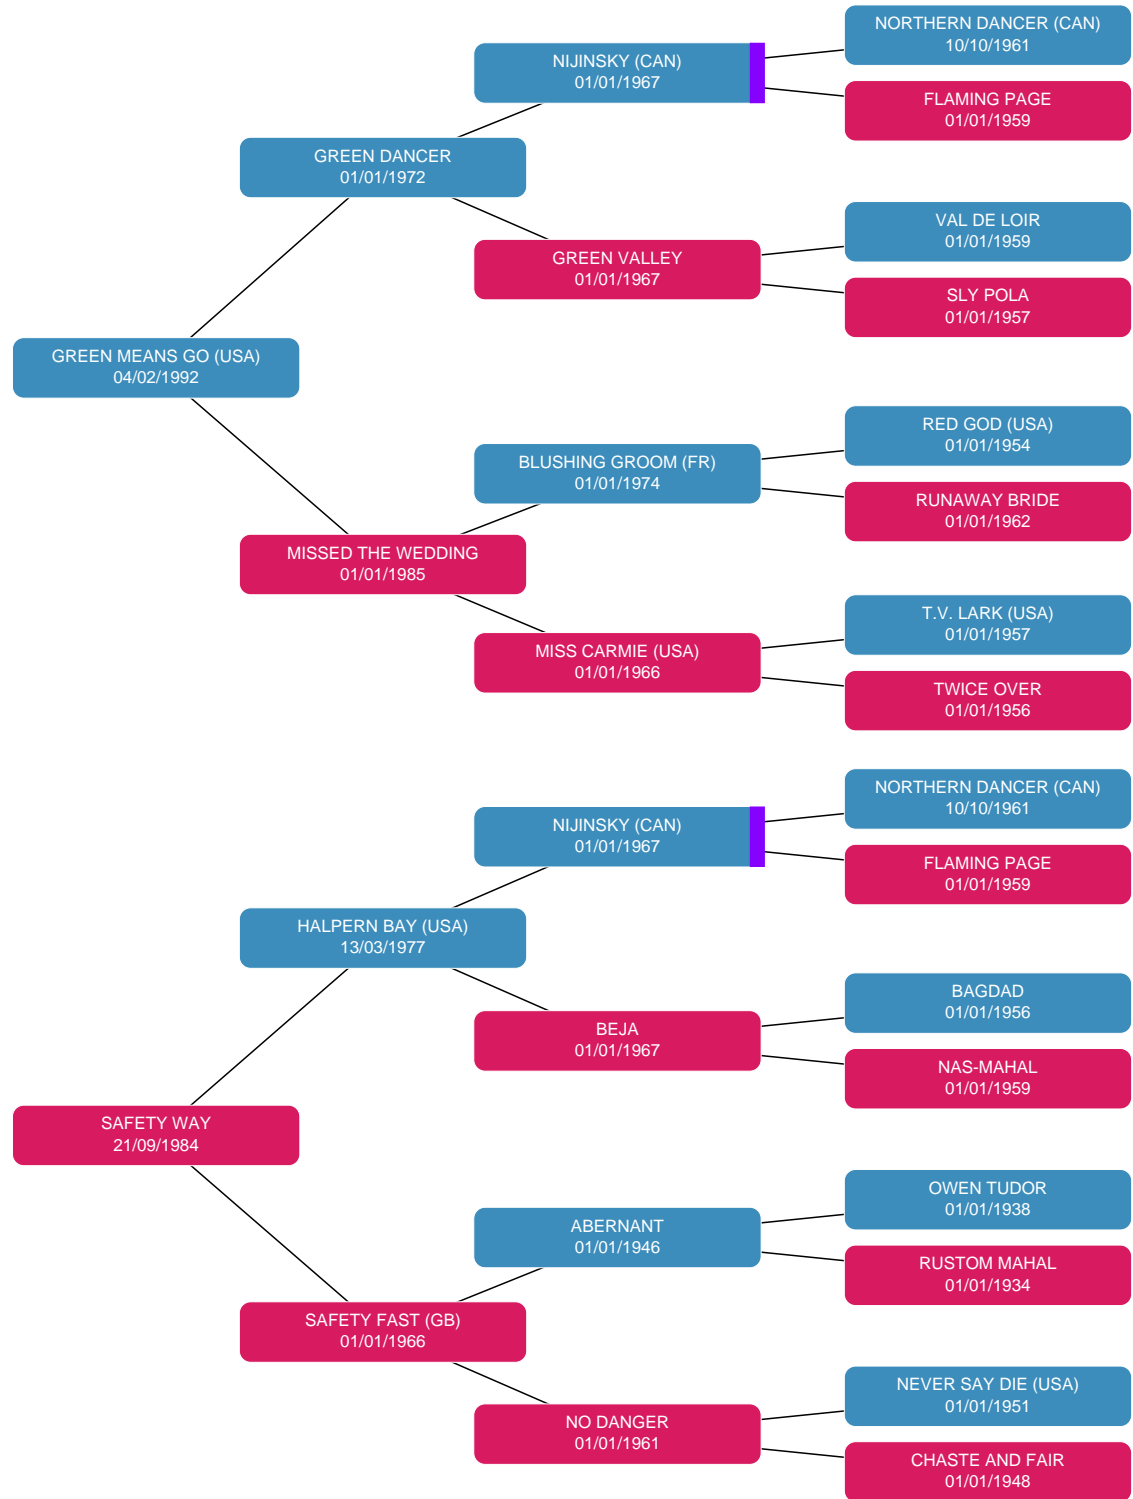 NORTHERN DANCER (CAN)
10/10/1961
NIJINSKY (CAN)
01/01/1967
FLAMING PAGE
01/01/1959
GREEN DANCER
01/01/1972
VAL DE LOIR
01/01/1959
GREEN VALLEY
01/01/1967
SLY POLA
01/01/1957
GREEN MEANS GO (USA)
04/02/1992
RED GOD (USA)
01/01/1954
BLUSHING GROOM (FR)
01/01/1974
RUNAWAY BRIDE
01/01/1962
MISSED THE WEDDING
01/01/1985
T.V. LARK (USA)
01/01/1957
MISS CARMIE (USA)
01/01/1966
TWICE OVER
01/01/1956
NORTHERN DANCER (CAN)
10/10/1961
NIJINSKY (CAN)
01/01/1967
FLAMING PAGE
01/01/1959
HALPERN BAY (USA)
13/03/1977
BAGDAD
01/01/1956
BEJA
01/01/1967
NAS-MAHAL
01/01/1959
SAFETY WAY
21/09/1984
OWEN TUDOR
01/01/1938
ABERNANT
01/01/1946
RUSTOM MAHAL
01/01/1934
SAFETY FAST (GB)
01/01/1966
NEVER SAY DIE (USA)
01/01/1951
NO DANGER
01/01/1961
CHASTE AND FAIR
01/01/1948